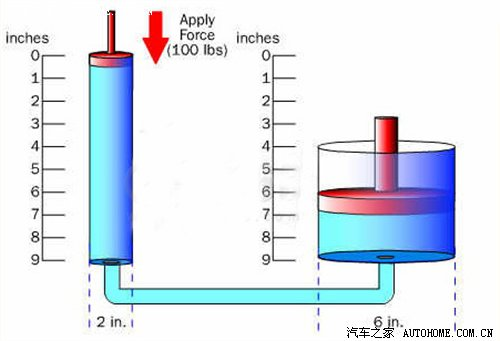 Apply
Force
(100 lbs)
inches
0
1
2
3
4
5
6
7
8
9
inches
0
1
2
3
4
5
6
7
8
9
2 in.
6 in.
汽车之家 AUTOHOME.COM.CN